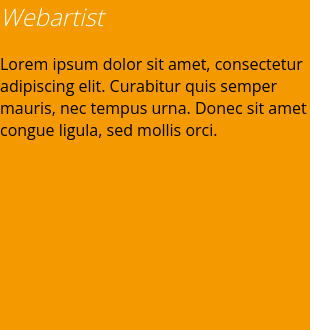 Webartist
Lorem ipsum dolor sit amet, consectetur
adipiscing elit. Curabitur quis semper
mauris, nec tempus urna. Donec sit amet
congue ligula, sed mollis orci.